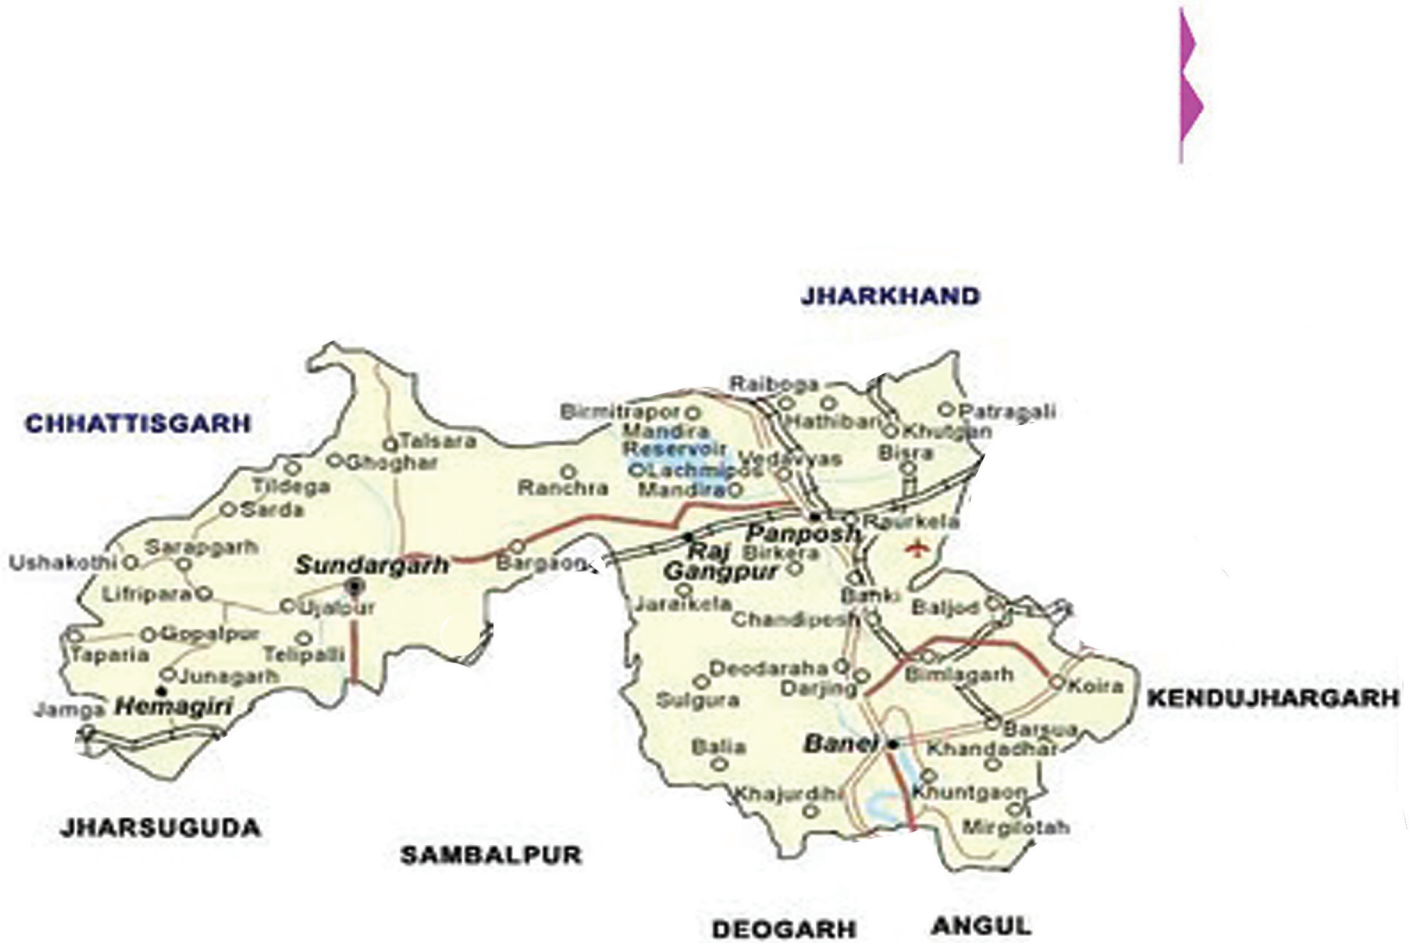 JHARKHAND
CHHATTISGARH
Raiboga
Birmitrapor
Hathibari
Patragali
Mandira
Khutgan
Talsara
Reservoir
Ghoghar
Vedavyas
Bisra
Lachmipos
Tildega
Ranchra
Mandira
Sarda
Raurkela
Panposh
Sarapgarh
Raj
Gangpur
Birkera
Ushakothi
Sundargarh
Bargaon
Lifripara
Ujalpur
Jaraikela
Banki
Baljod
Chandiposh
Gopalpur
Taparia
Telipalli
Deodaraha
Bimlagarh
Junagarh
Darjing
Koira
Sulgura
KENDUJHARGARH
Jamga
Hemagiri
Barsua
Balia
Banei
Khandadhar
Khajurdihi
Khuntgaon
JHARSUGUDA
Mirgilotah
SAMBALPUR
DEOGARH
ANGUL